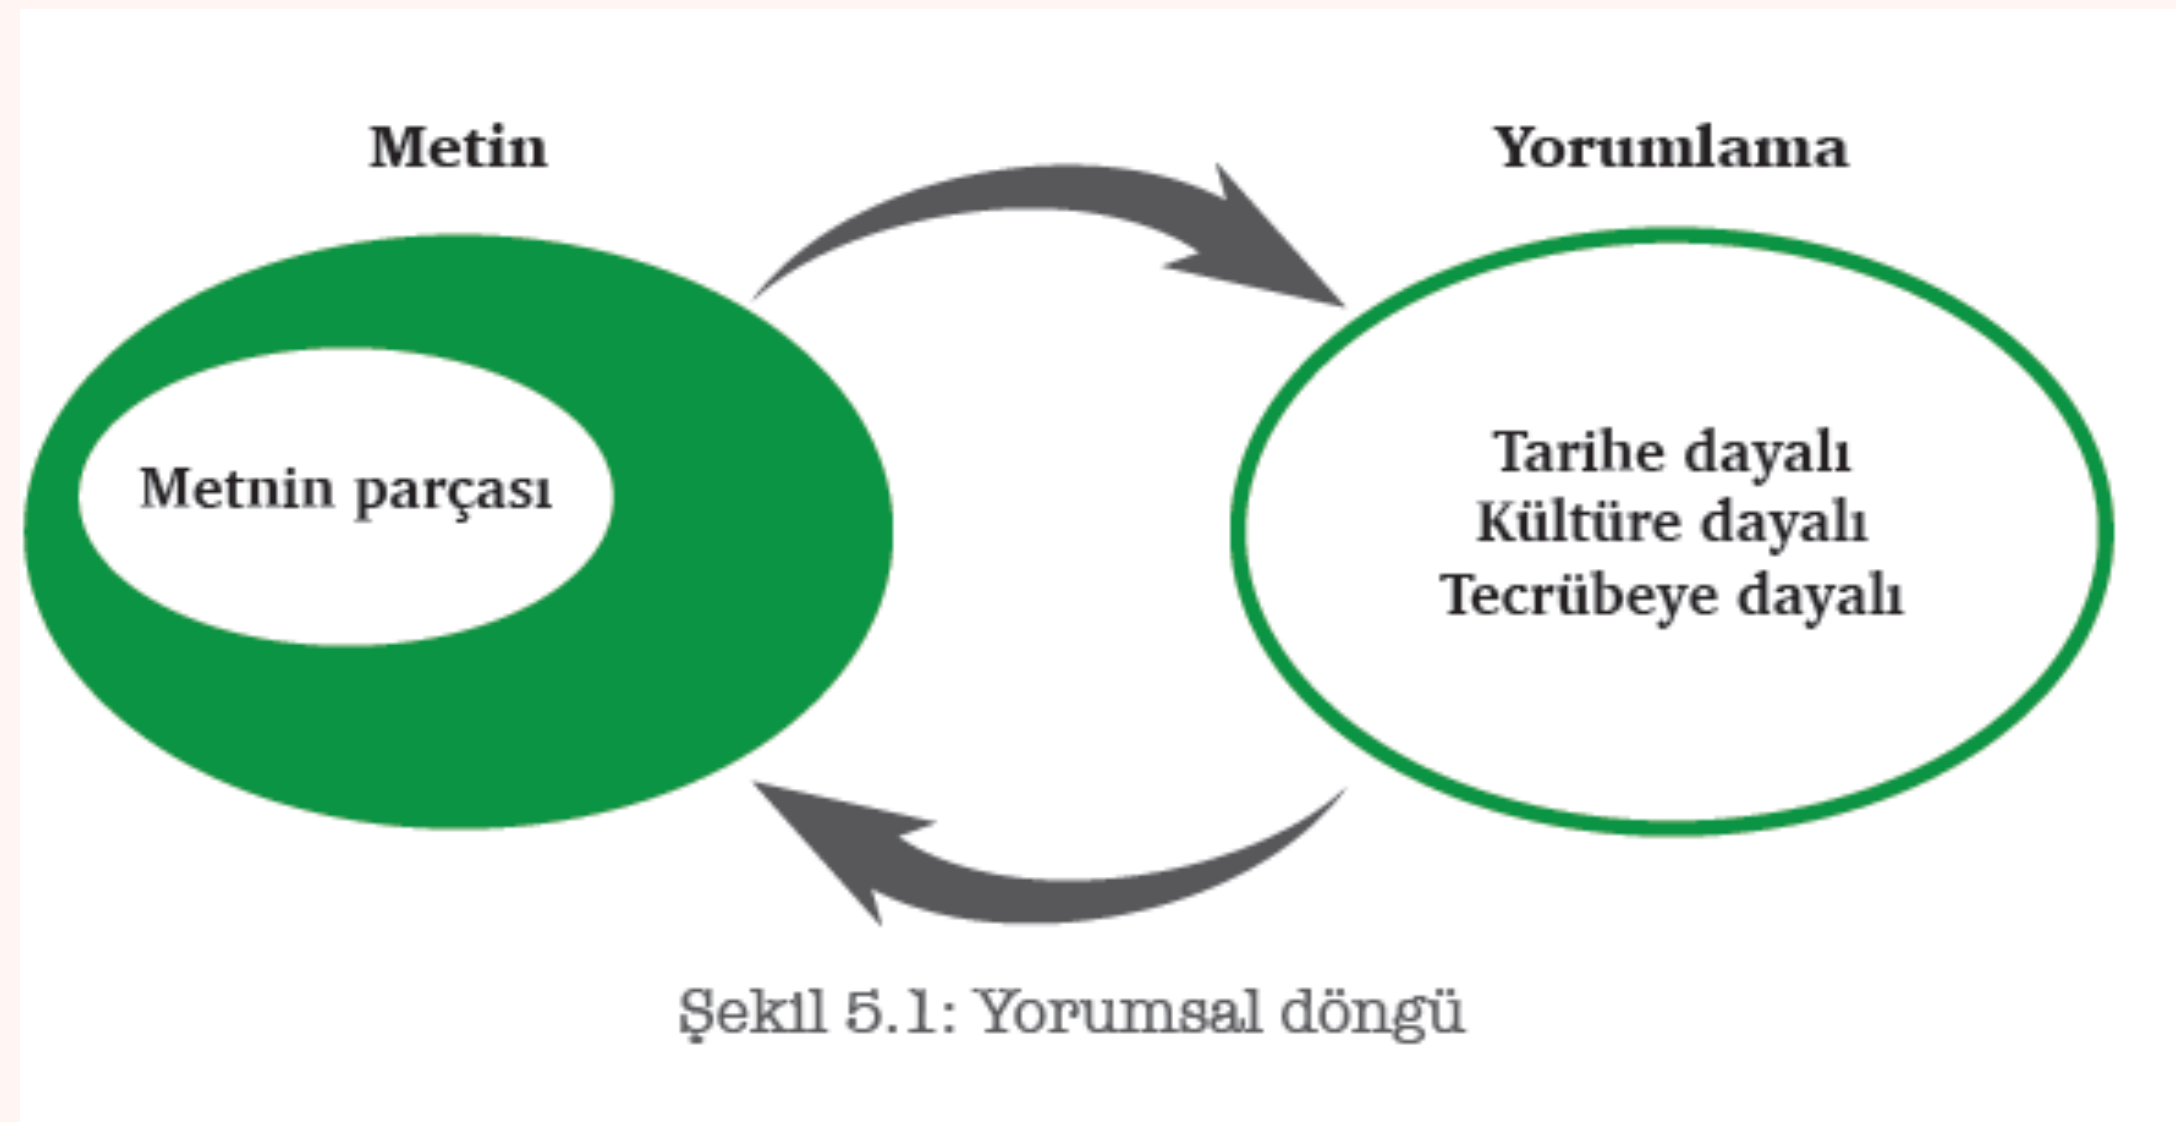 Metin
Yorumlama
Metnin parçası
Tarihe dayalı
Kültüre dayalı
Tecrübeye dayalı
Şekil 5.1: Yorumsal döngü